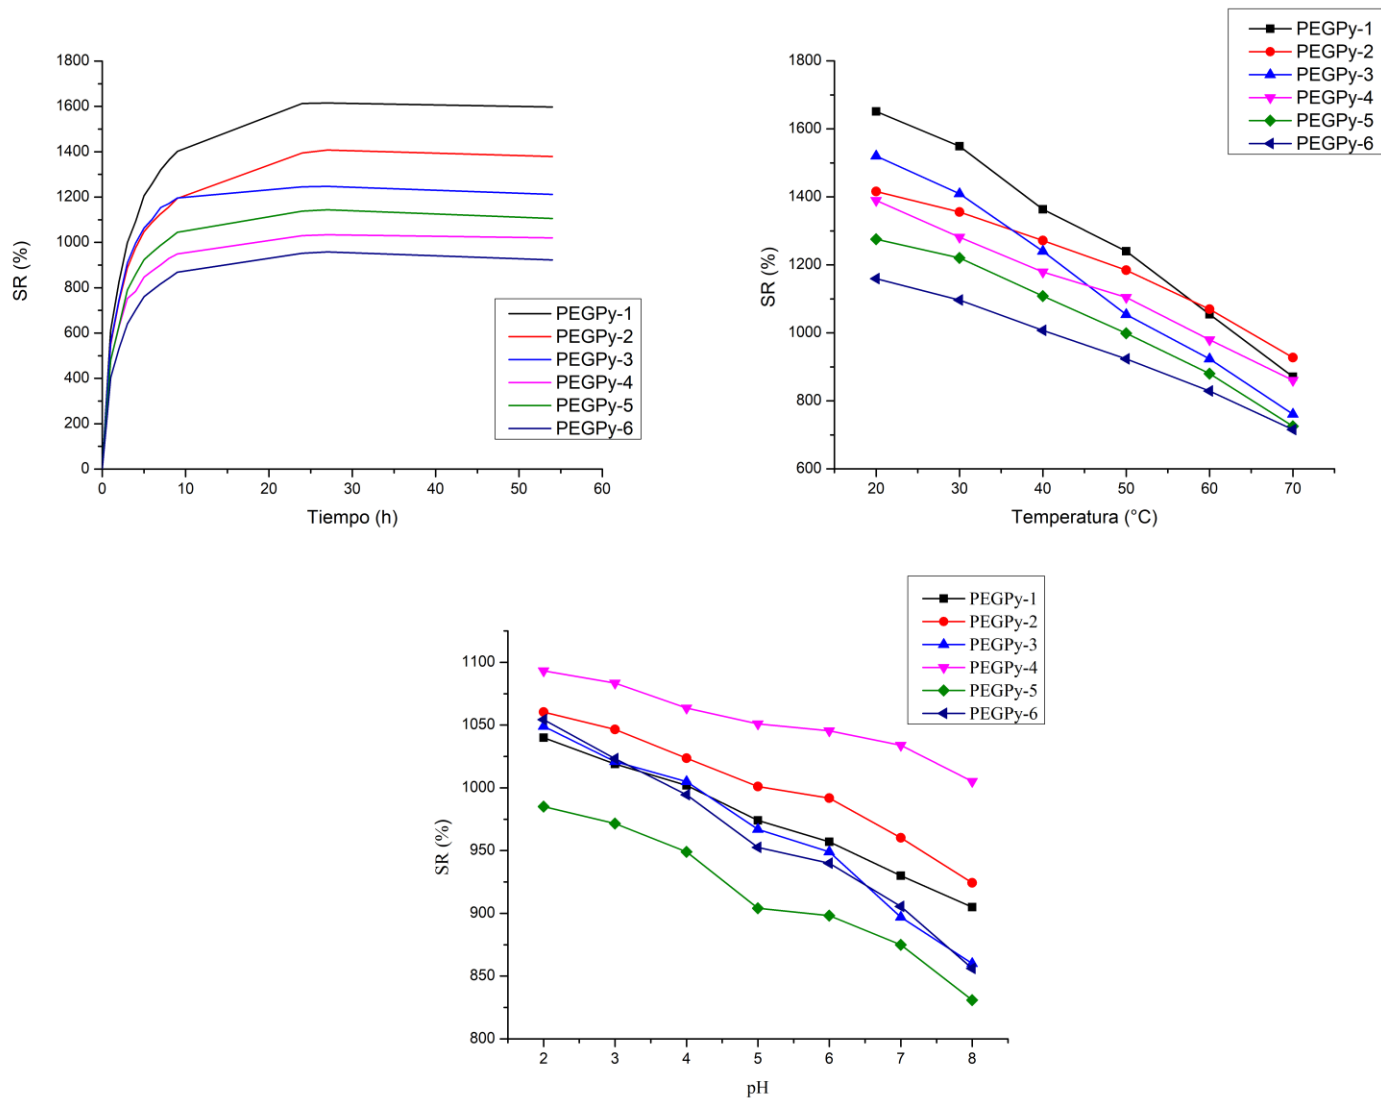 PEGPy-1
PEGPy-2
PEGPy-3
PEGPy-4
PEGPy-5
PEGPy-6
1800
1600
1400
1200
1000
800
600
400
200
0
SR (%)
0 10 20 30 40 50 60
Tiempo (h)
PEGPy-1
PEGPy-2
PEGPy-3
PEGPy-4
PEGPy-5
PEGPy-6
1800
1600
1400
1200
1000
800
600
SR (%)
20 30 40 50 60 70
Temperatura (°C)
PEGPy-1
PEGPy-2
PEGPy-3
PEGPy-4
PEGPy-5
PEGPy-6
1100
1050
1000
950
900
850
800
SR (%)
2 3 4 5 6 7 8
pH